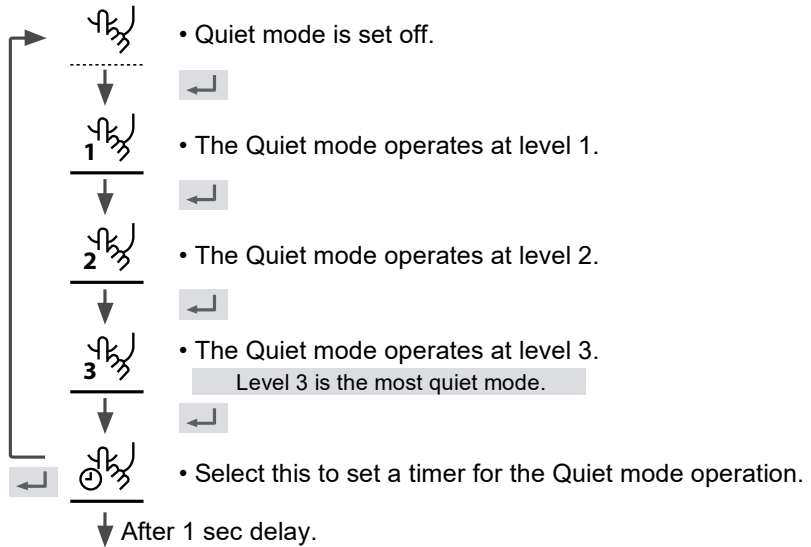 • Quiet mode is set off.
1
• The Quiet mode operates at level 1.
2
• The Quiet mode operates at level 2.
3
• The Quiet mode operates at level 3.
Level 3 is the most quiet mode.
• Select this to set a timer for the Quiet mode operation.
After 1 sec delay.